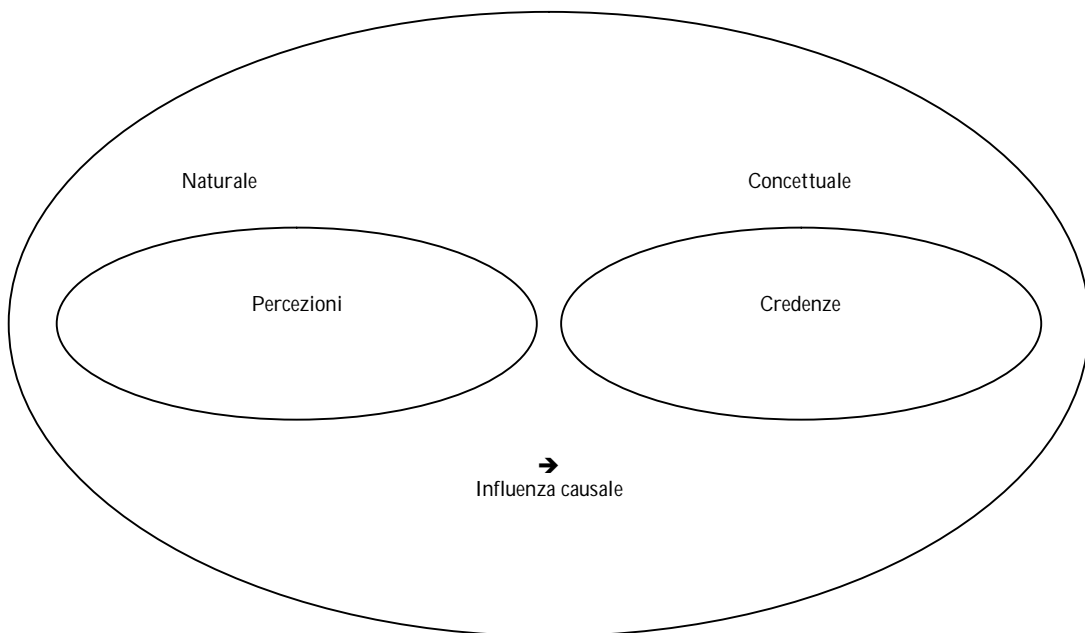 Naturale
Concettuale
Percezioni
Credenze
➔
Influenza causale